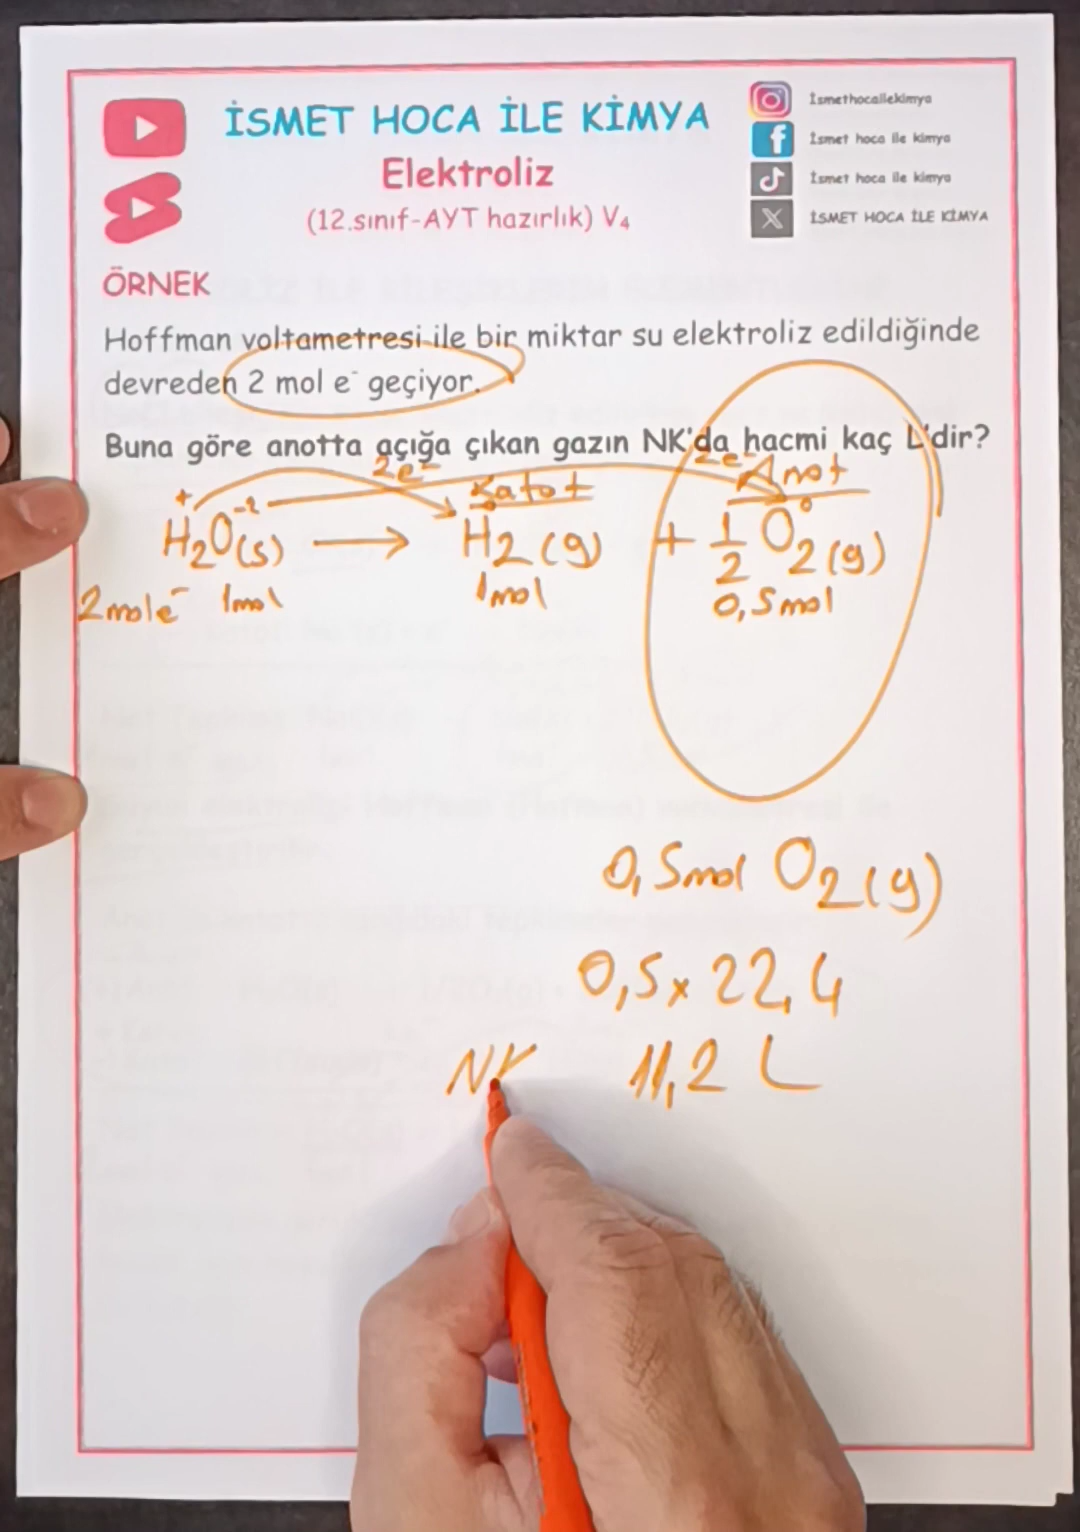 İSMET HOCA İLE KİMYA
Elektroliz
(12.sınıf-AYT hazırlık) V4
İsmethocailekimya
İsmet hoca ile kimya
İsmet hoca ile kimya
İSMET HOCA İLE KİMYA
ÖRNEK
Hoffman voltametresi ile bir miktar su elektroliz edildiğinde
devreden 2 mol e⁻ geçiyor.
Buna göre anotta açığa çıkan gazın NK'da hacmi kaç L'dir?
2e⁻ Katot 2e⁻ Anot
+ -2 0
H2O(s) → H2(g) + 1/2 O2(g)
2mole⁻ 1mol 1mol 0,5mol
0,5mol O2(g)
0,5x22,4
NK 11,2 L